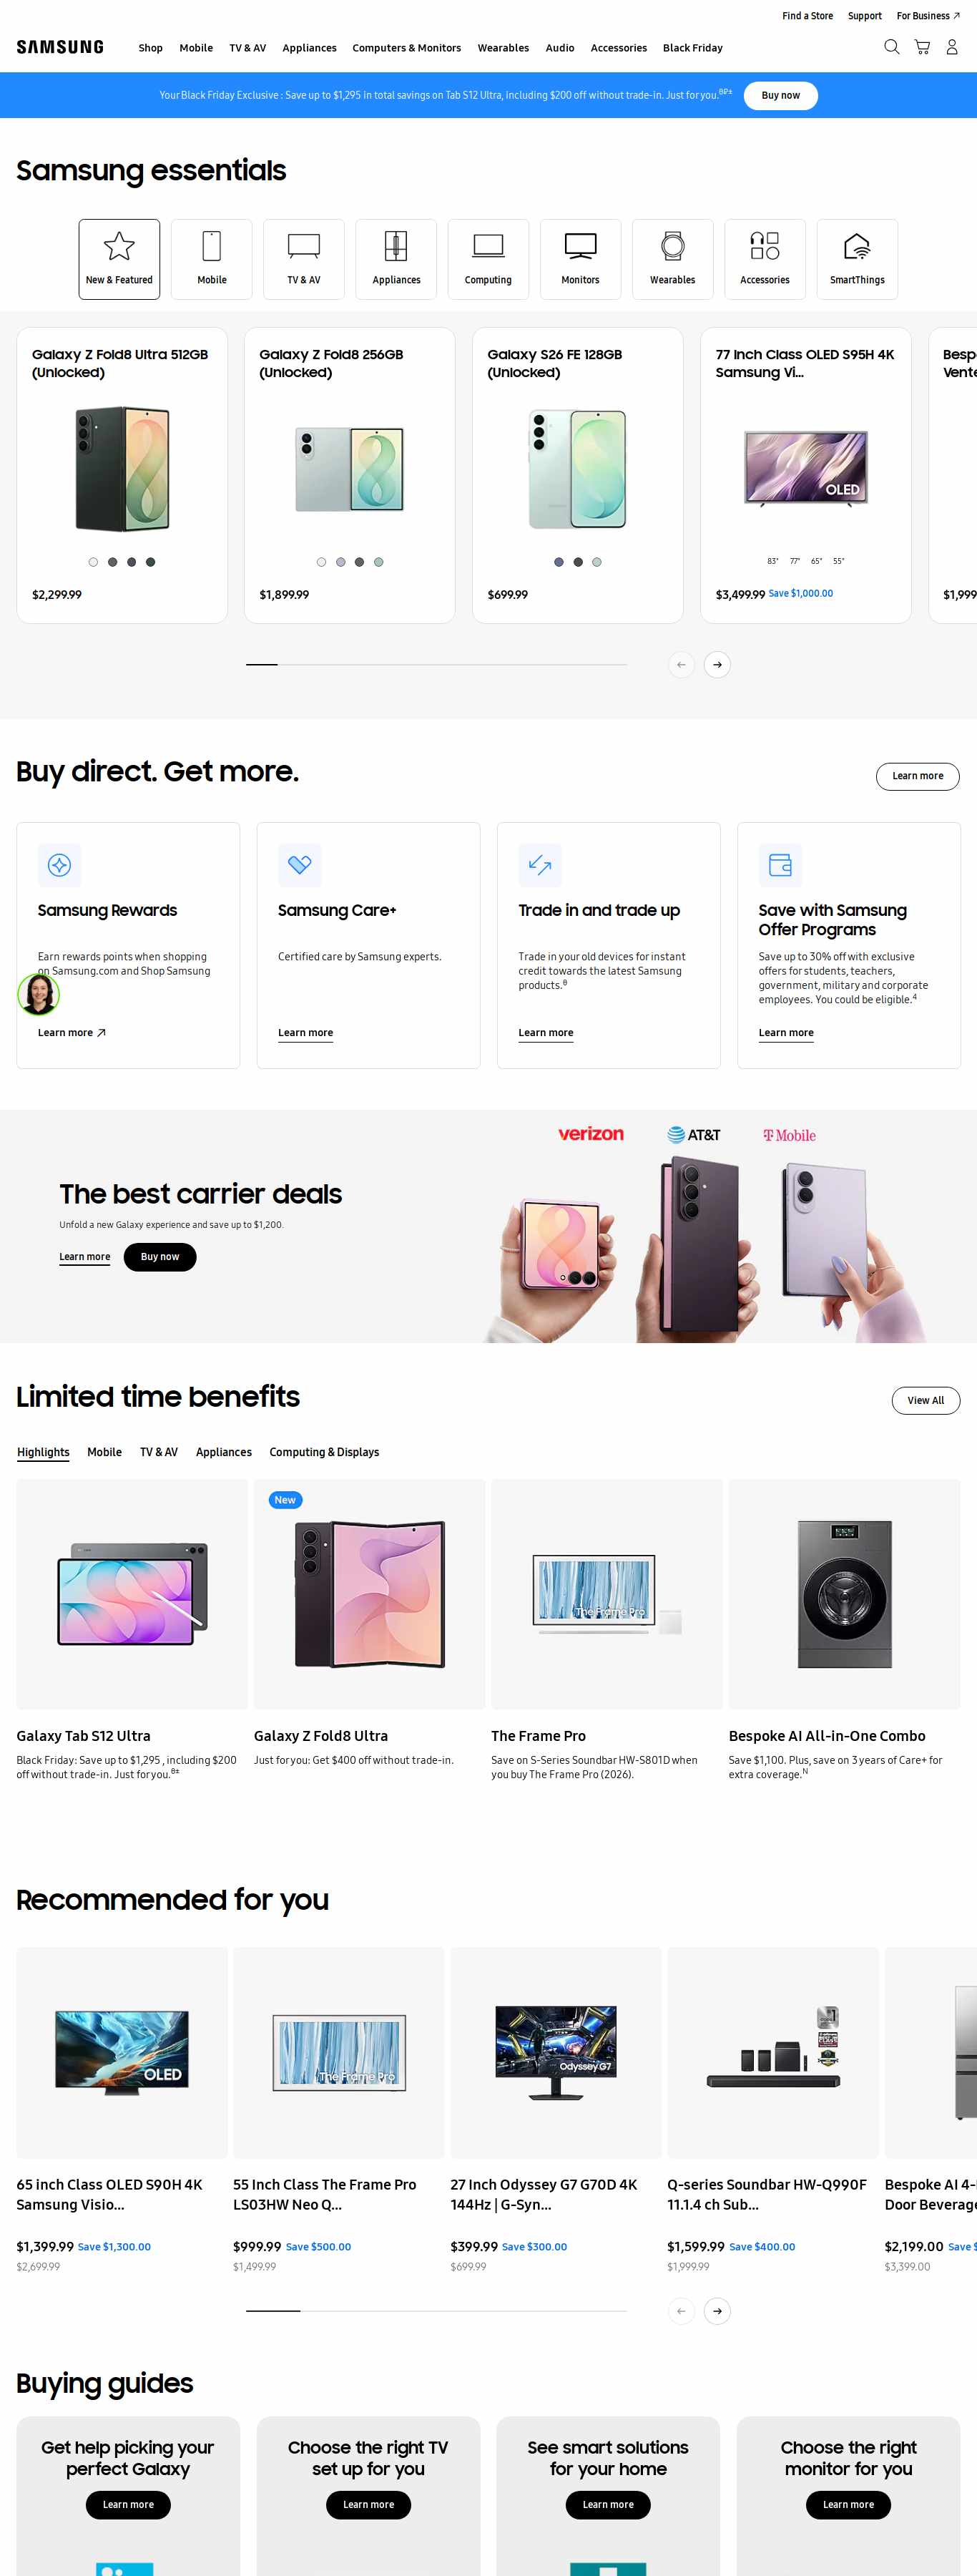 Find a Store Support For Business
SAMSUNG Shop Mobile TV & AV Appliances Computers & Monitors Wearables Audio Accessories Black Friday
Your Black Friday Exclusive : Save up to $1,295 in total savings on Tab S12 Ultra, including $200 off without trade-in. Just for you. Buy now
Samsung essentials
New & Featured Mobile TV & AV Appliances Computing Monitors Wearables Accessories SmartThings
Galaxy Z Fold8 Ultra 512GB
(Unlocked)
$2,299.99
Galaxy Z Fold8 256GB
(Unlocked)
$1,899.99
Galaxy S26 FE 128GB
(Unlocked)
$699.99
77 Inch Class OLED S95H 4K
Samsung Vi...
OLED
83" 77" 65" 55"
$3,499.99 Save $1,000.00
Besp
Vente
$1,999
Buy direct. Get more.
Learn more
Samsung Rewards
Earn rewards points when shopping
on Samsung.com and Shop Samsung
Learn more
Samsung Care+
Certified care by Samsung experts.
Learn more
Trade in and trade up
Trade in your old devices for instant
credit towards the latest Samsung
products.θ
Learn more
Save with Samsung
Offer Programs
Save up to 30% off with exclusive
offers for students, teachers,
government, military and corporate
employees. You could be eligible.4
Learn more
verizon AT&T T Mobile
The best carrier deals
Unfold a new Galaxy experience and save up to $1,200.
Learn more Buy now
Limited time benefits
View All
Highlights Mobile TV & AV Appliances Computing & Displays
Galaxy Tab S12 Ultra
Black Friday: Save up to $1,295 , including $200
off without trade-in. Just for you.θ±
New
Galaxy Z Fold8 Ultra
Just for you: Get $400 off without trade-in.
The Frame Pro
The Frame Pro
Save on S-Series Soundbar HW-S801D when
you buy The Frame Pro (2026).
Bespoke AI All-in-One Combo
Save $1,100. Plus, save on 3 years of Care+ for
extra coverage.N
Recommended for you
OLED
65 inch Class OLED S90H 4K
Samsung Visio...
$1,399.99 Save $1,300.00
$2,699.99
The Frame Pro
55 Inch Class The Frame Pro
LS03HW Neo Q...
$999.99 Save $500.00
$1,499.99
Odyssey G7
27 Inch Odyssey G7 G70D 4K
144Hz | G-Syn...
$399.99 Save $300.00
$699.99
Q-series Soundbar HW-Q990F
11.1.4 ch Sub...
$1,599.99 Save $400.00
$1,999.99
Bespoke AI 4-
Door Beverage
$2,199.00 Save $
$3,399.00
Buying guides
Get help picking your
perfect Galaxy
Learn more
Choose the right TV
set up for you
Learn more
See smart solutions
for your home
Learn more
Choose the right
monitor for you
Learn more